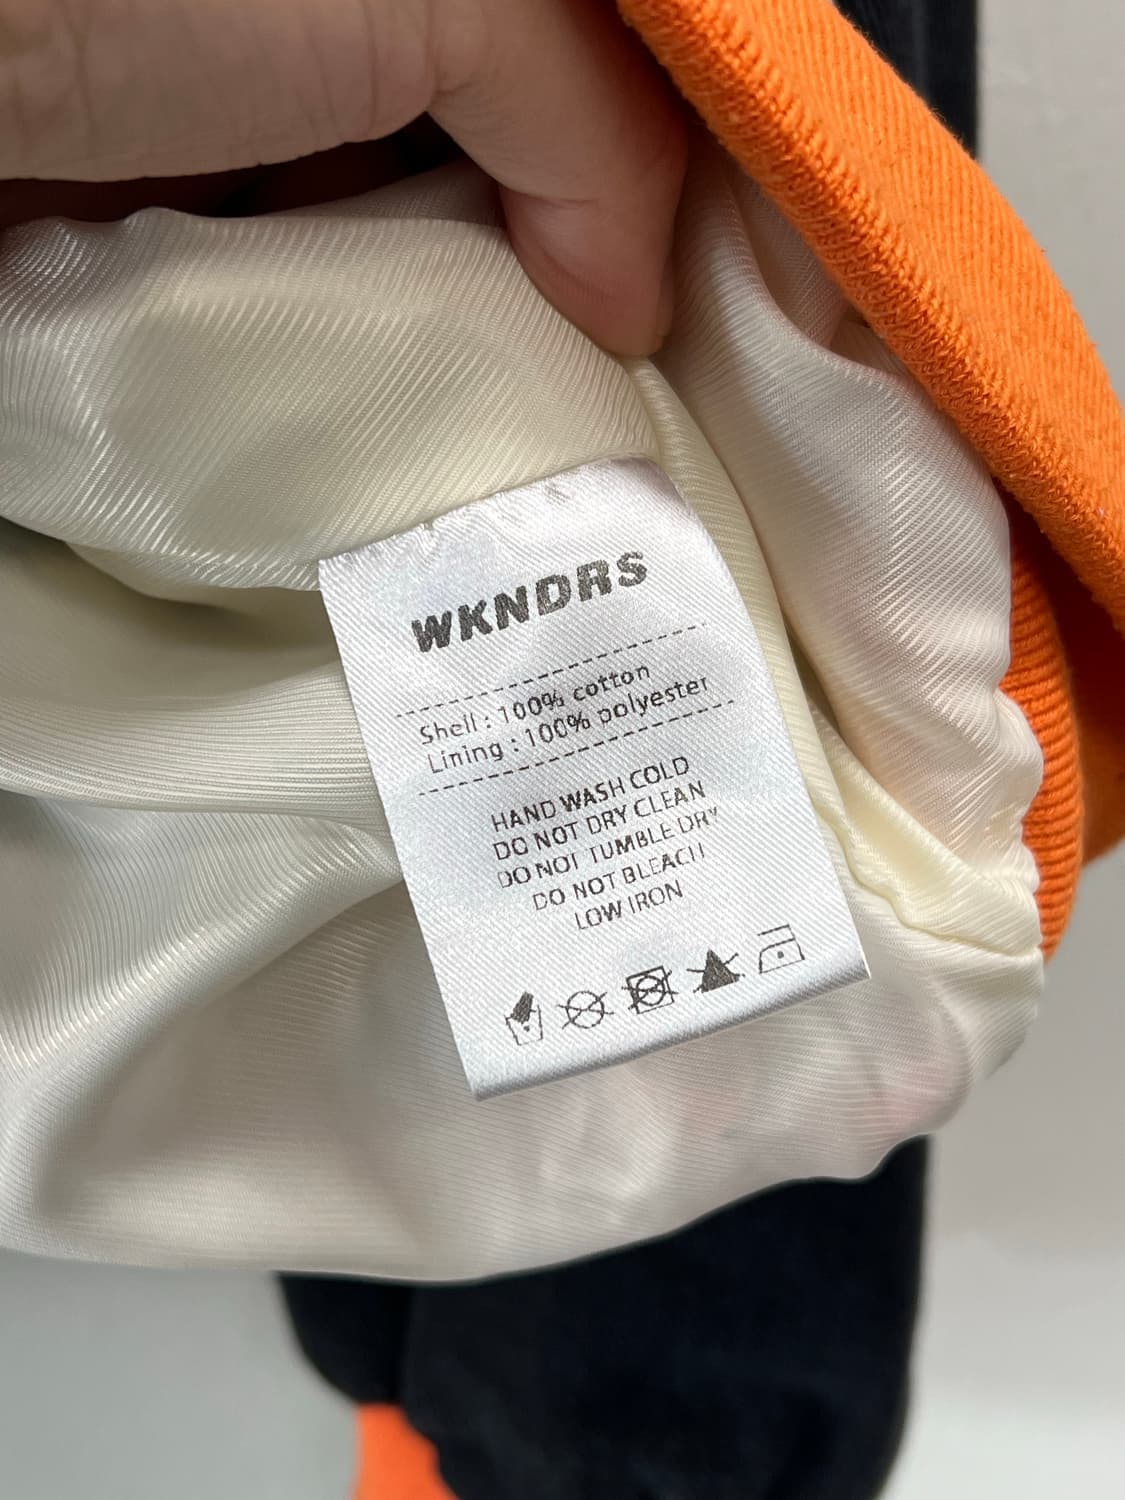 WKNDRS
Shell : 100% cotton
Lining : 100% polyester
HAND WASH COLD
DO NOT DRY CLEAN
DO NOT TUMBLE DRY
DO NOT BLEACH
LOW IRON